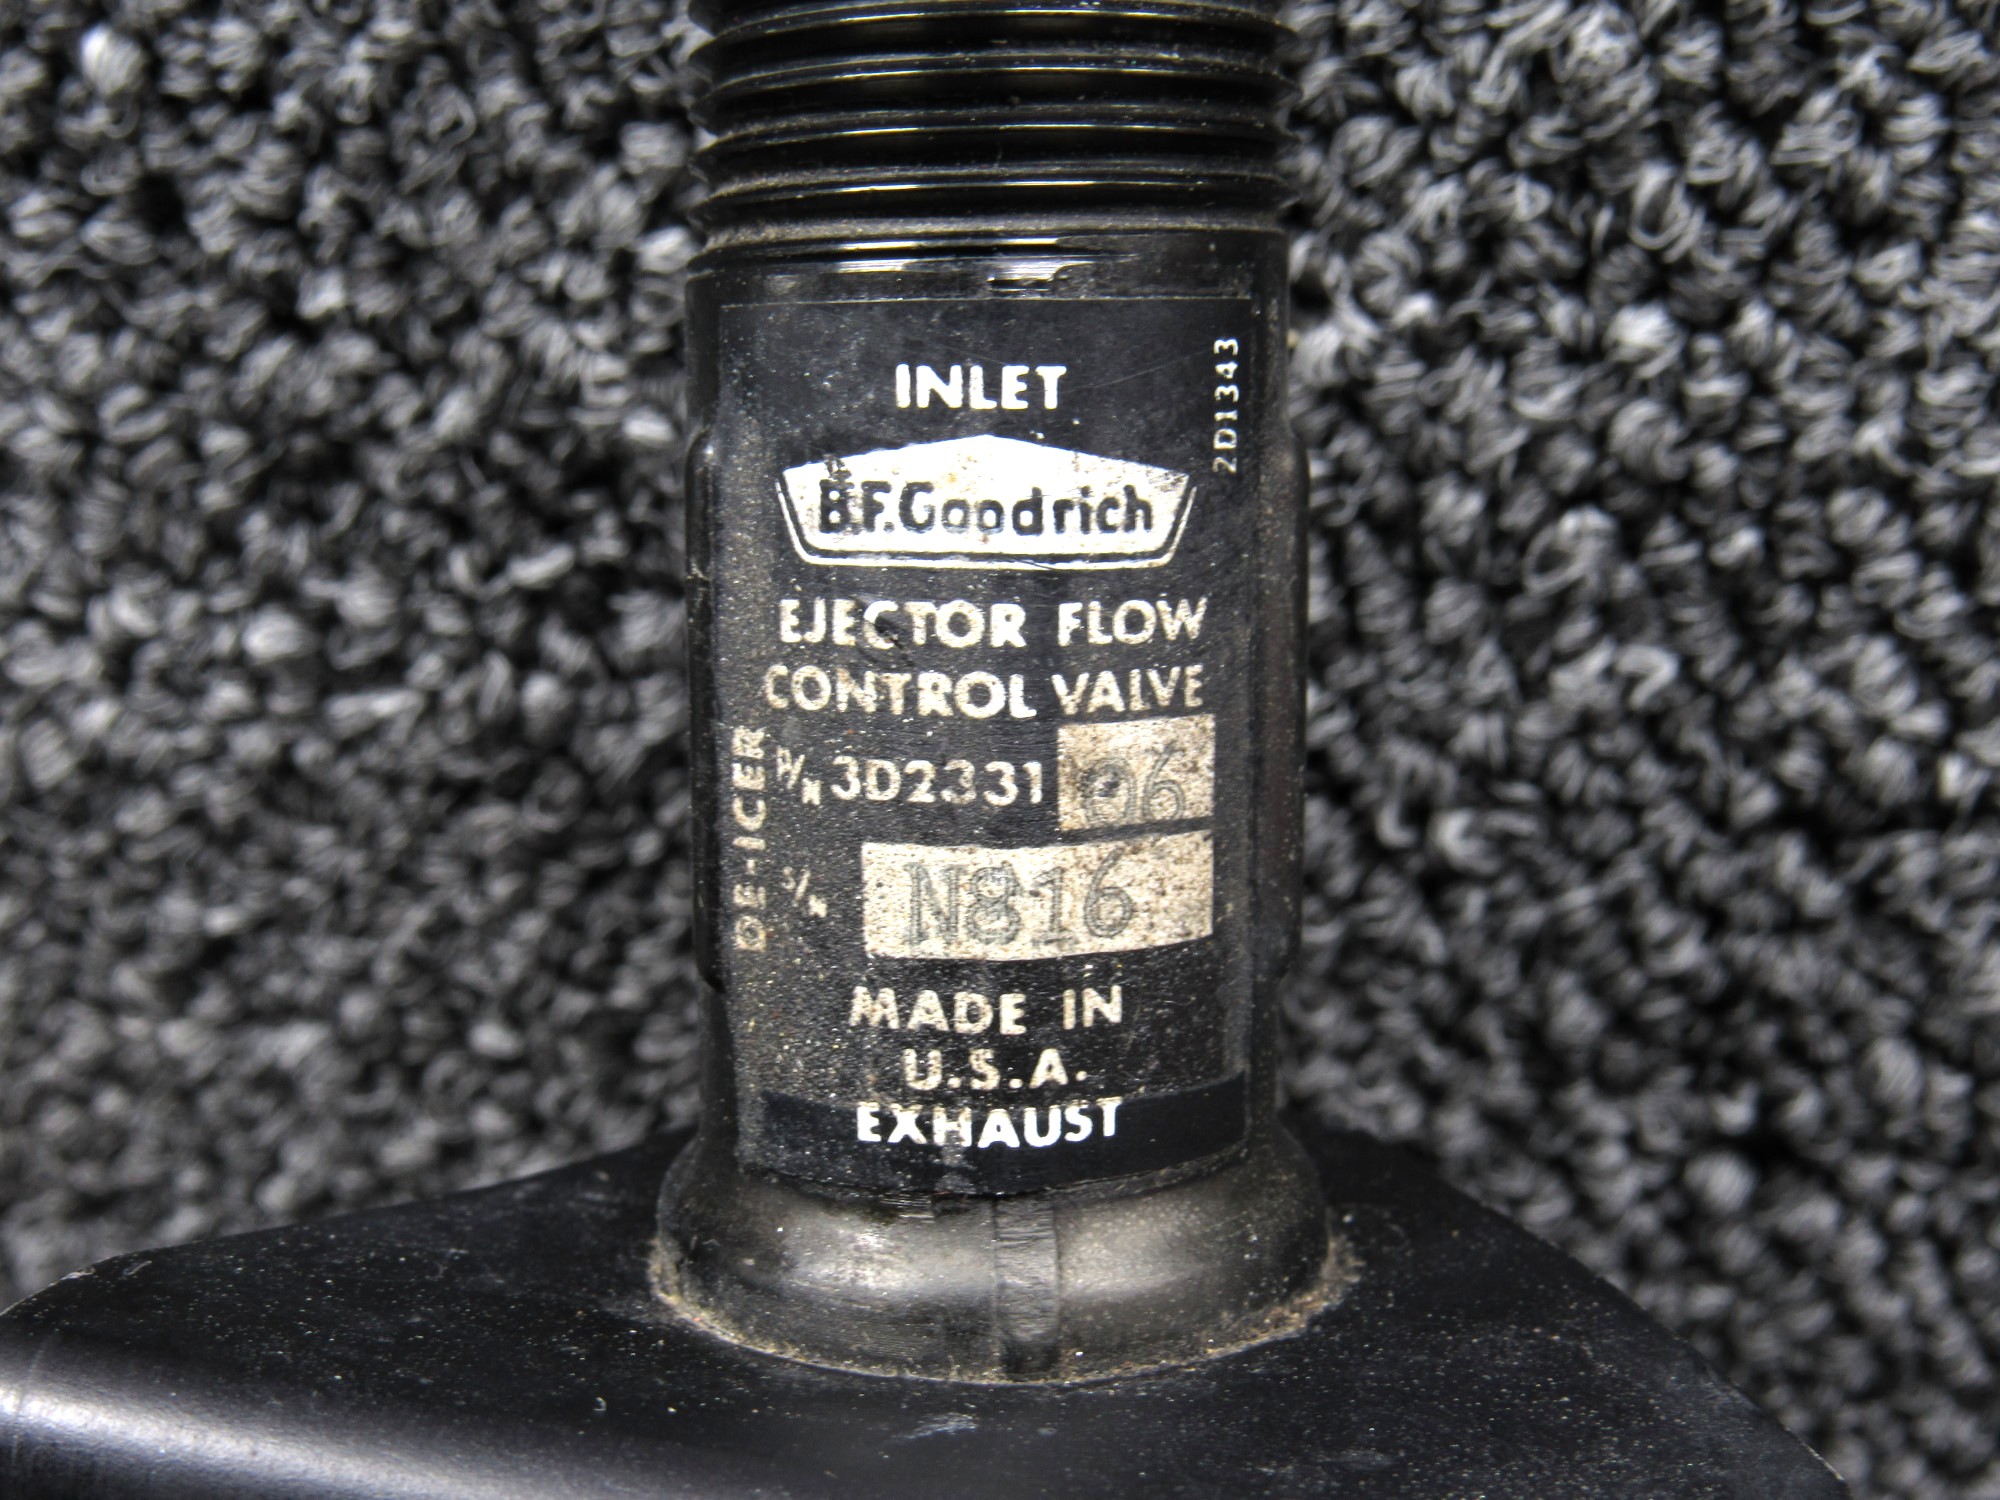 INLET
2D1343
B.F.Goodrich
EJECTOR FLOW
CONTROL VALVE
DE-ICER
P/N 3D2331 06
S/N N816
MADE IN
U.S.A.
EXHAUST